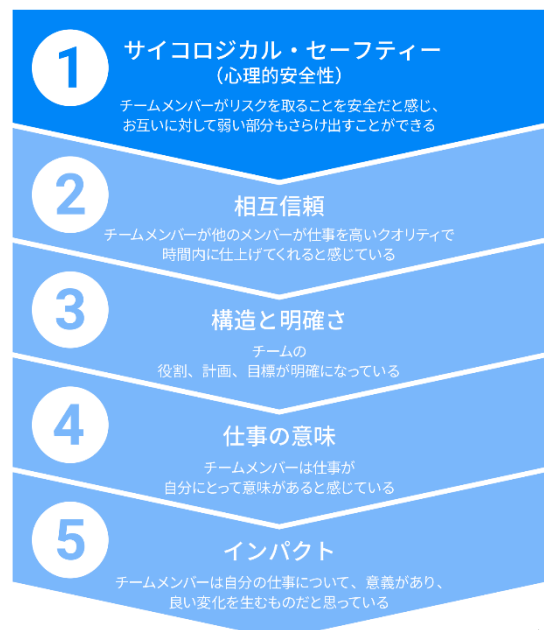 1
サイコロジカル・セーフティー
（心理的安全性）
チームメンバーがリスクを取ることを安全だと感じ、
お互いに対して弱い部分もさらけ出すことができる
2
相互信頼
チームメンバーが他のメンバーが仕事を高いクオリティで
時間内に仕上げてくれると感じている
3
構造と明確さ
チームの
役割、計画、目標が明確になっている
4
仕事の意味
チームメンバーは仕事が
自分にとって意味があると感じている
5
インパクト
チームメンバーは自分の仕事について、意義があり、
良い変化を生むものだと思っている